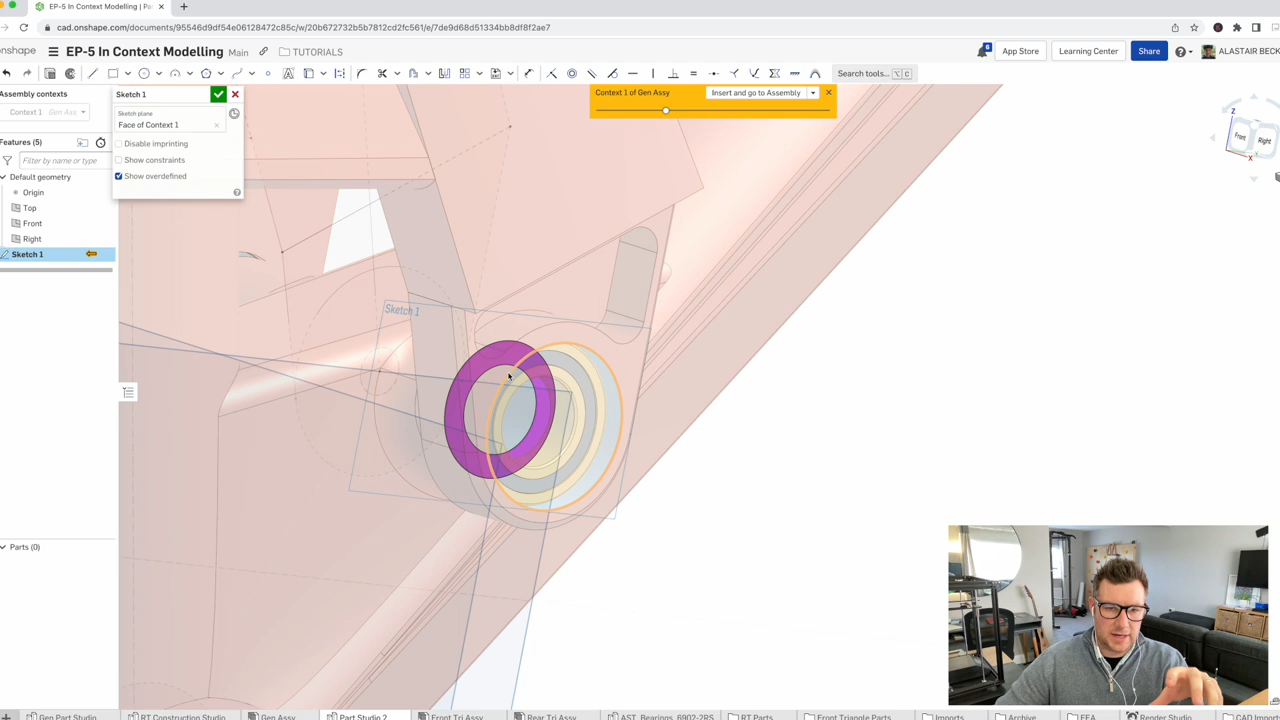 EP-5 In Context Modelling | Pa
cad.onshape.com/documents/95546d9df54e06128472c85c/w/20b672732b5b7812cd2fc561/e/7de9d68d51334bb8df8f2ae7
onshape
EP-5 In Context Modelling Main TUTORIALS
8 App Store Learning Center Share ALASTAIR BECK
Search tools... C
Assembly contexts
Sketch 1
Context 1 of Gen Assy Insert and go to Assembly
Context 1 Gen Ass
Sketch plane
Face of Context 1
Features (5)
Disable imprinting
Filter by name or type
Show constraints
Default geometry
Show overdefined
Origin
Top
Front
Right
Sketch 1
Z
Front Right
X
Sketch 1
Parts (0)
Gen Part Studio RT Construction Studio Gen Assy Part Studio 2 Front Tri Assy Rear Tri Assy AST_Bearings_6902-2RS RT Parts Front Triangle Parts Imports Archive FEA Render Studio CAD Import